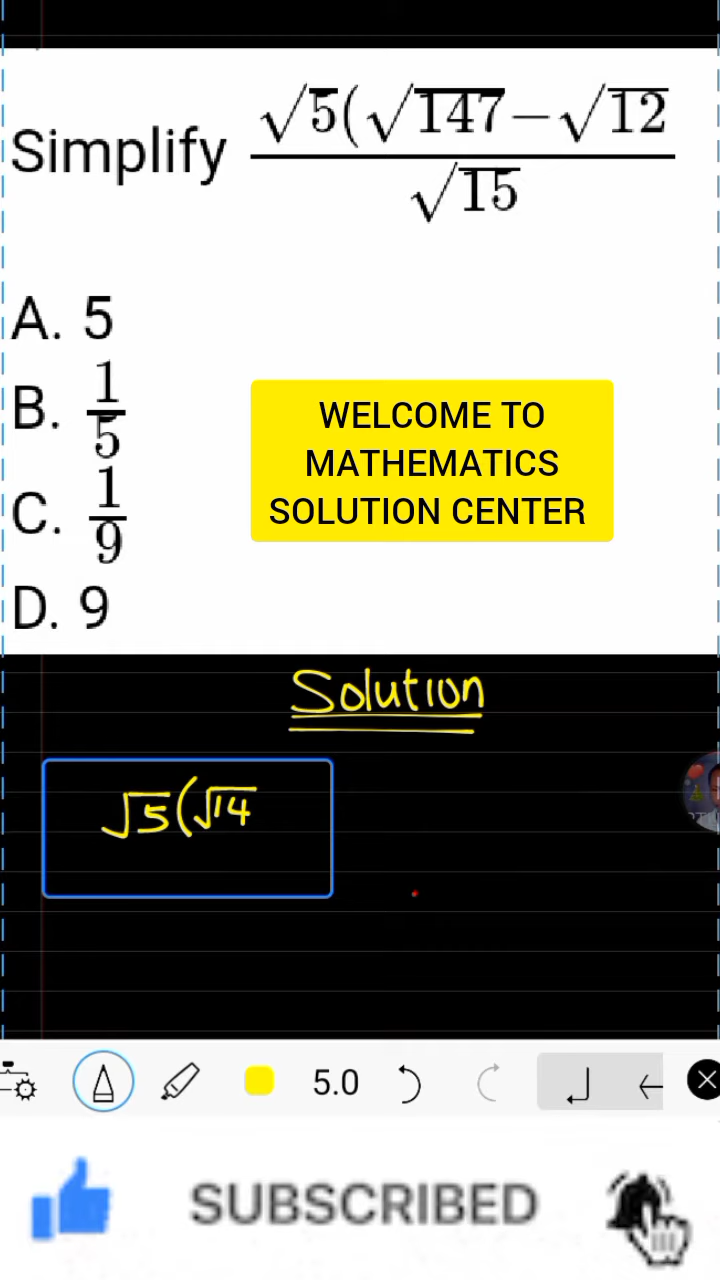 Simplify √5(√147−√12 / √15
A. 5
B. 1/5
C. 1/9
D. 9
WELCOME TO
MATHEMATICS
SOLUTION CENTER
Solution
√5(√14
5.0
SUBSCRIBED